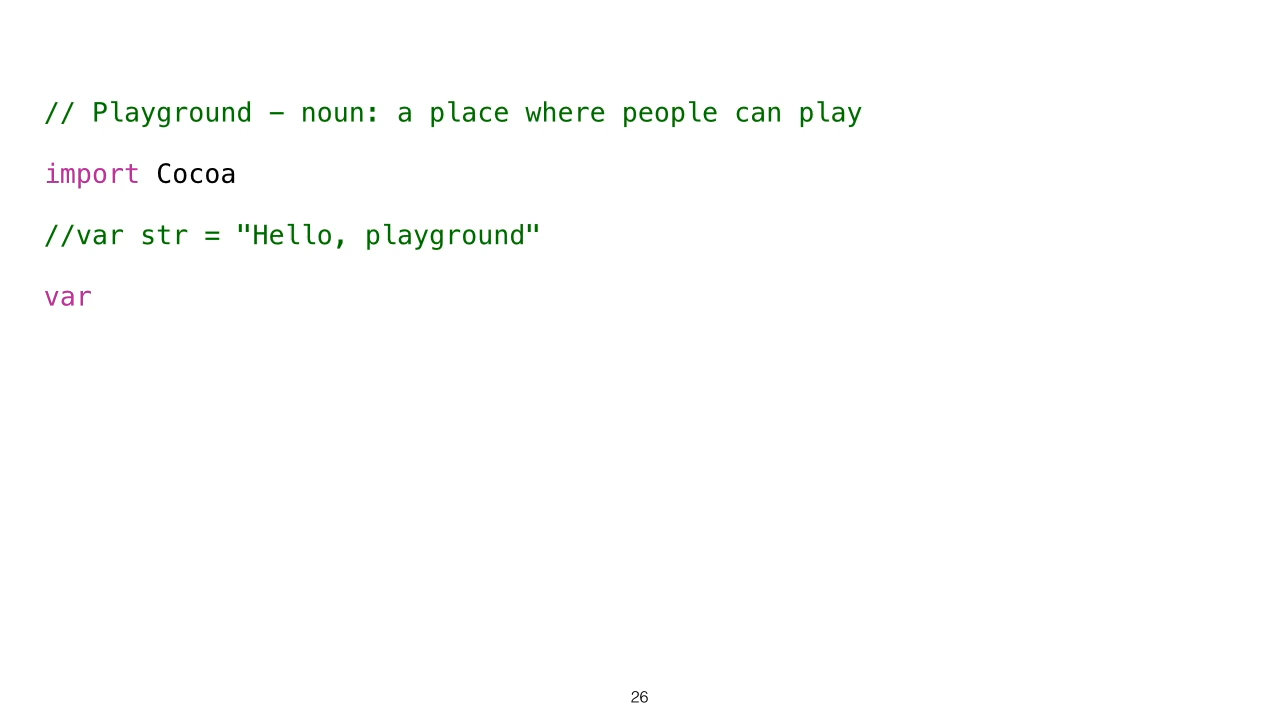 // Playground – noun: a place where people can play
import Cocoa
//var str = "Hello, playground"
var
26